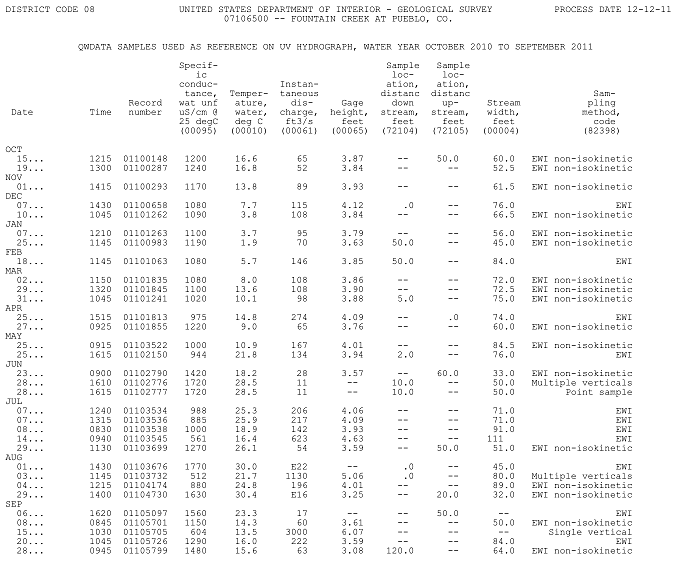 DISTRICT CODE 08 UNITED STATES DEPARTMENT OF INTERIOR - GEOLOGICAL SURVEY PROCESS DATE 12-12-11
07106500 -- FOUNTAIN CREEK AT PUEBLO, CO.
QWDATA SAMPLES USED AS REFERENCE ON UV HYDROGRAPH, WATER YEAR OCTOBER 2010 TO SEPTEMBER 2011
Specif- Sample Sample
ic loc- loc-
conduc- Instan- ation, ation,
tance, Temper- taneous distanc distanc Sam-
wat unf ature, dis- Gage down up- Stream pling
Record uS/cm @ water, charge, height, stream, stream, width, method,
Date Time number 25 degC deg C ft3/s feet feet feet feet code
(00095) (00010) (00061) (00065) (72104) (72105) (00004) (82398)
OCT
15... 1215 01100148 1200 16.6 65 3.87 -- 50.0 60.0 EWI non-isokinetic
19... 1300 01100287 1240 16.8 52 3.84 -- -- 52.5 EWI non-isokinetic
NOV
01... 1415 01100293 1170 13.8 89 3.93 -- -- 61.5 EWI non-isokinetic
DEC
07... 1430 01100658 1080 7.7 115 4.12 .0 -- 76.0 EWI
10... 1045 01101262 1090 3.8 108 3.84 -- -- 66.5 EWI non-isokinetic
JAN
07... 1210 01101263 1100 3.7 95 3.79 -- -- 56.0 EWI non-isokinetic
25... 1145 01100983 1190 1.9 70 3.63 50.0 -- 45.0 EWI non-isokinetic
FEB
18... 1145 01101063 1080 5.7 146 3.85 50.0 -- 84.0 EWI
MAR
02... 1150 01101835 1080 8.0 108 3.86 -- -- 72.0 EWI non-isokinetic
29... 1320 01101845 1100 13.6 108 3.90 -- -- 72.5 EWI non-isokinetic
31... 1045 01101241 1020 10.1 98 3.88 5.0 -- 75.0 EWI non-isokinetic
APR
25... 1515 01101813 975 14.8 274 4.09 -- .0 74.0 EWI
27... 0925 01101855 1220 9.0 65 3.76 -- -- 60.0 EWI non-isokinetic
MAY
25... 0915 01103522 1000 10.9 167 4.01 -- -- 84.5 EWI non-isokinetic
25... 1615 01102150 944 21.8 134 3.94 2.0 -- 76.0 EWI
JUN
23... 0900 01102790 1420 18.2 28 3.57 -- 60.0 33.0 EWI non-isokinetic
28... 1610 01102776 1720 28.5 11 -- 10.0 -- 50.0 Multiple verticals
28... 1615 01102777 1720 28.5 11 -- 10.0 -- 50.0 Point sample
JUL
07... 1240 01103534 988 25.3 206 4.06 -- -- 71.0 EWI
07... 1315 01103536 885 25.9 217 4.09 -- -- 71.0 EWI
08... 0830 01103538 1000 18.9 142 3.93 -- -- 91.0 EWI
14... 0940 01103545 561 16.4 623 4.63 -- -- 111 EWI
29... 1130 01103699 1270 26.1 54 3.59 -- 50.0 51.0 EWI non-isokinetic
AUG
01... 1430 01103676 1770 30.0 E22 -- .0 -- 45.0 EWI
03... 1145 01103732 512 21.7 1130 5.06 .0 -- 80.0 Multiple verticals
04... 1215 01104174 880 24.8 196 4.01 -- -- 89.0 EWI non-isokinetic
29... 1400 01104730 1630 30.4 E16 3.25 -- 20.0 32.0 EWI non-isokinetic
SEP
06... 1620 01105097 1560 23.3 17 -- -- 50.0 -- EWI
08... 0845 01105701 1150 14.3 60 3.61 -- -- 50.0 EWI non-isokinetic
15... 1030 01105705 604 13.5 3000 6.07 -- -- -- Single vertical
20... 1045 01105726 1290 16.0 222 3.59 -- -- 84.0 EWI
28... 0945 01105799 1480 15.6 63 3.08 120.0 -- 64.0 EWI non-isokinetic